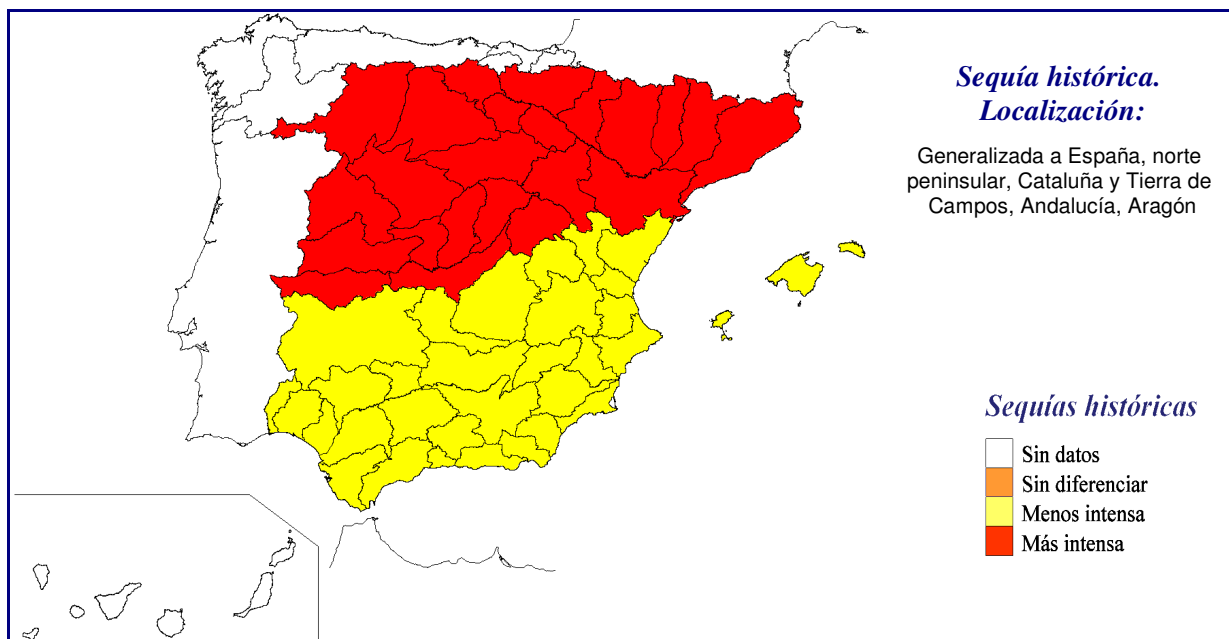 Sequía histórica.
Localización:
Generalizada a España, norte
peninsular, Cataluña y Tierra de
Campos, Andalucía, Aragón
Sequías históricas
Sin datos
Sin diferenciar
Menos intensa
Más intensa